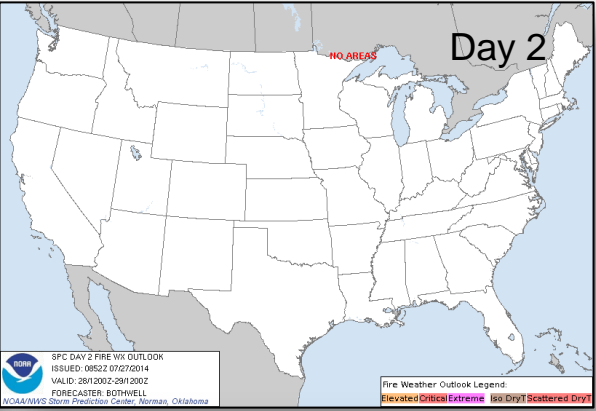 NO AREAS
Day 2
NOAA
SPC DAY 2 FIRE WX OUTLOOK
ISSUED: 0852Z 07/27/2014
VALID: 28/1200Z-29/1200Z
FORECASTER: BOTHWELL
NOAA/NWS Storm Prediction Center, Norman, Oklahoma
Fire Weather Outlook Legend:
Elevated Critical Extreme Iso DryT Scattered DryT